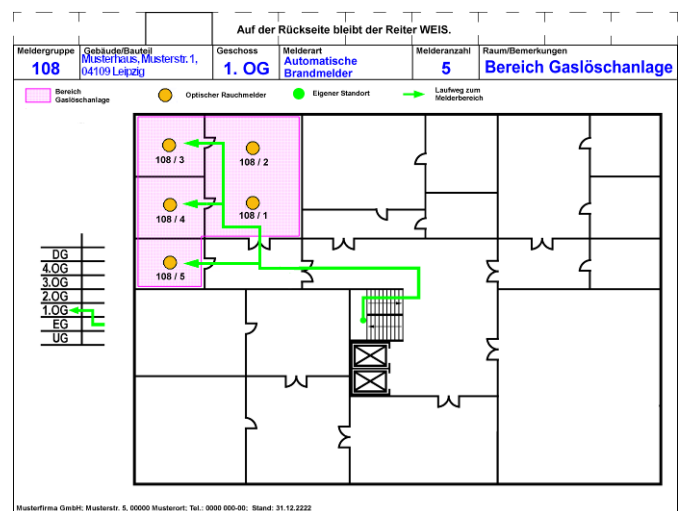 Auf der Rückseite bleibt der Reiter WEIS.
Meldergruppe Gebäude/Bauteil Geschoss Melderart Melderanzahl Raum/Bemerkungen
108 Musterhaus, Musterstr. 1, 04109 Leipzig 1. OG Automatische Brandmelder 5 Bereich Gaslöschanlage
Bereich Gaslöschanlage Optischer Rauchmelder Eigener Standort Laufweg zum Melderbereich
108 / 3
108 / 2
108 / 4
108 / 1
108 / 5
DG
4.OG
3.OG
2.OG
1.OG
EG
UG
Musterfirma GmbH; Musterstr. 5, 00000 Musterort; Tel.: 0000 000-00; Stand: 31.12.2222